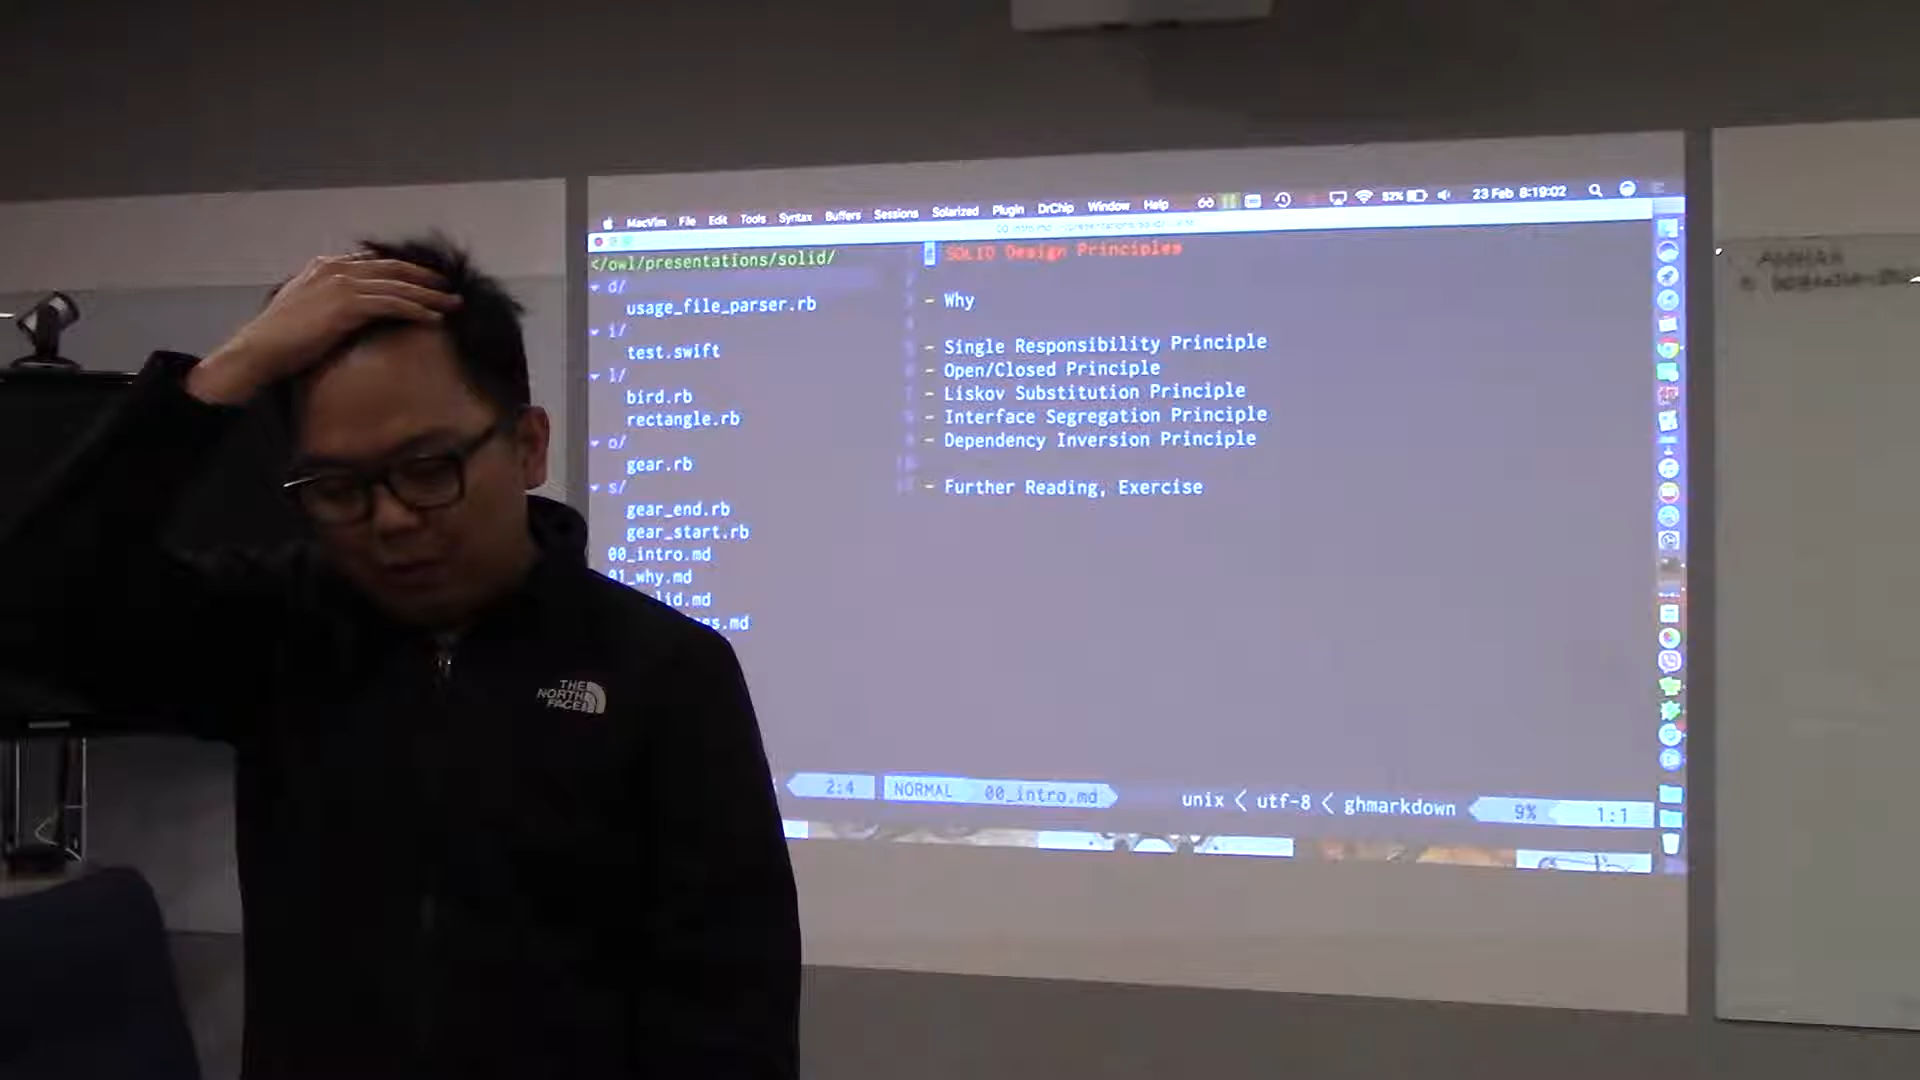 MacVim File Edit Tools Syntax Buffers Sessions Solarized Plugin DrChip Window Help 82% 23 Feb 8:19:02
</owl/presentations/solid/
d/
usage_file_parser.rb
i/
test.swift
l/
bird.rb
rectangle.rb
o/
gear.rb
s/
gear_end.rb
gear_start.rb
00_intro.md
01_why.md
# SOLID Design Principles
- Why
- Single Responsibility Principle
- Open/Closed Principle
- Liskov Substitution Principle
- Interface Segregation Principle
- Dependency Inversion Principle
- Further Reading, Exercise
2:4 NORMAL 00_intro.md unix < utf-8 < ghmarkdown 9% 1:1
THE
NORTH
FACE